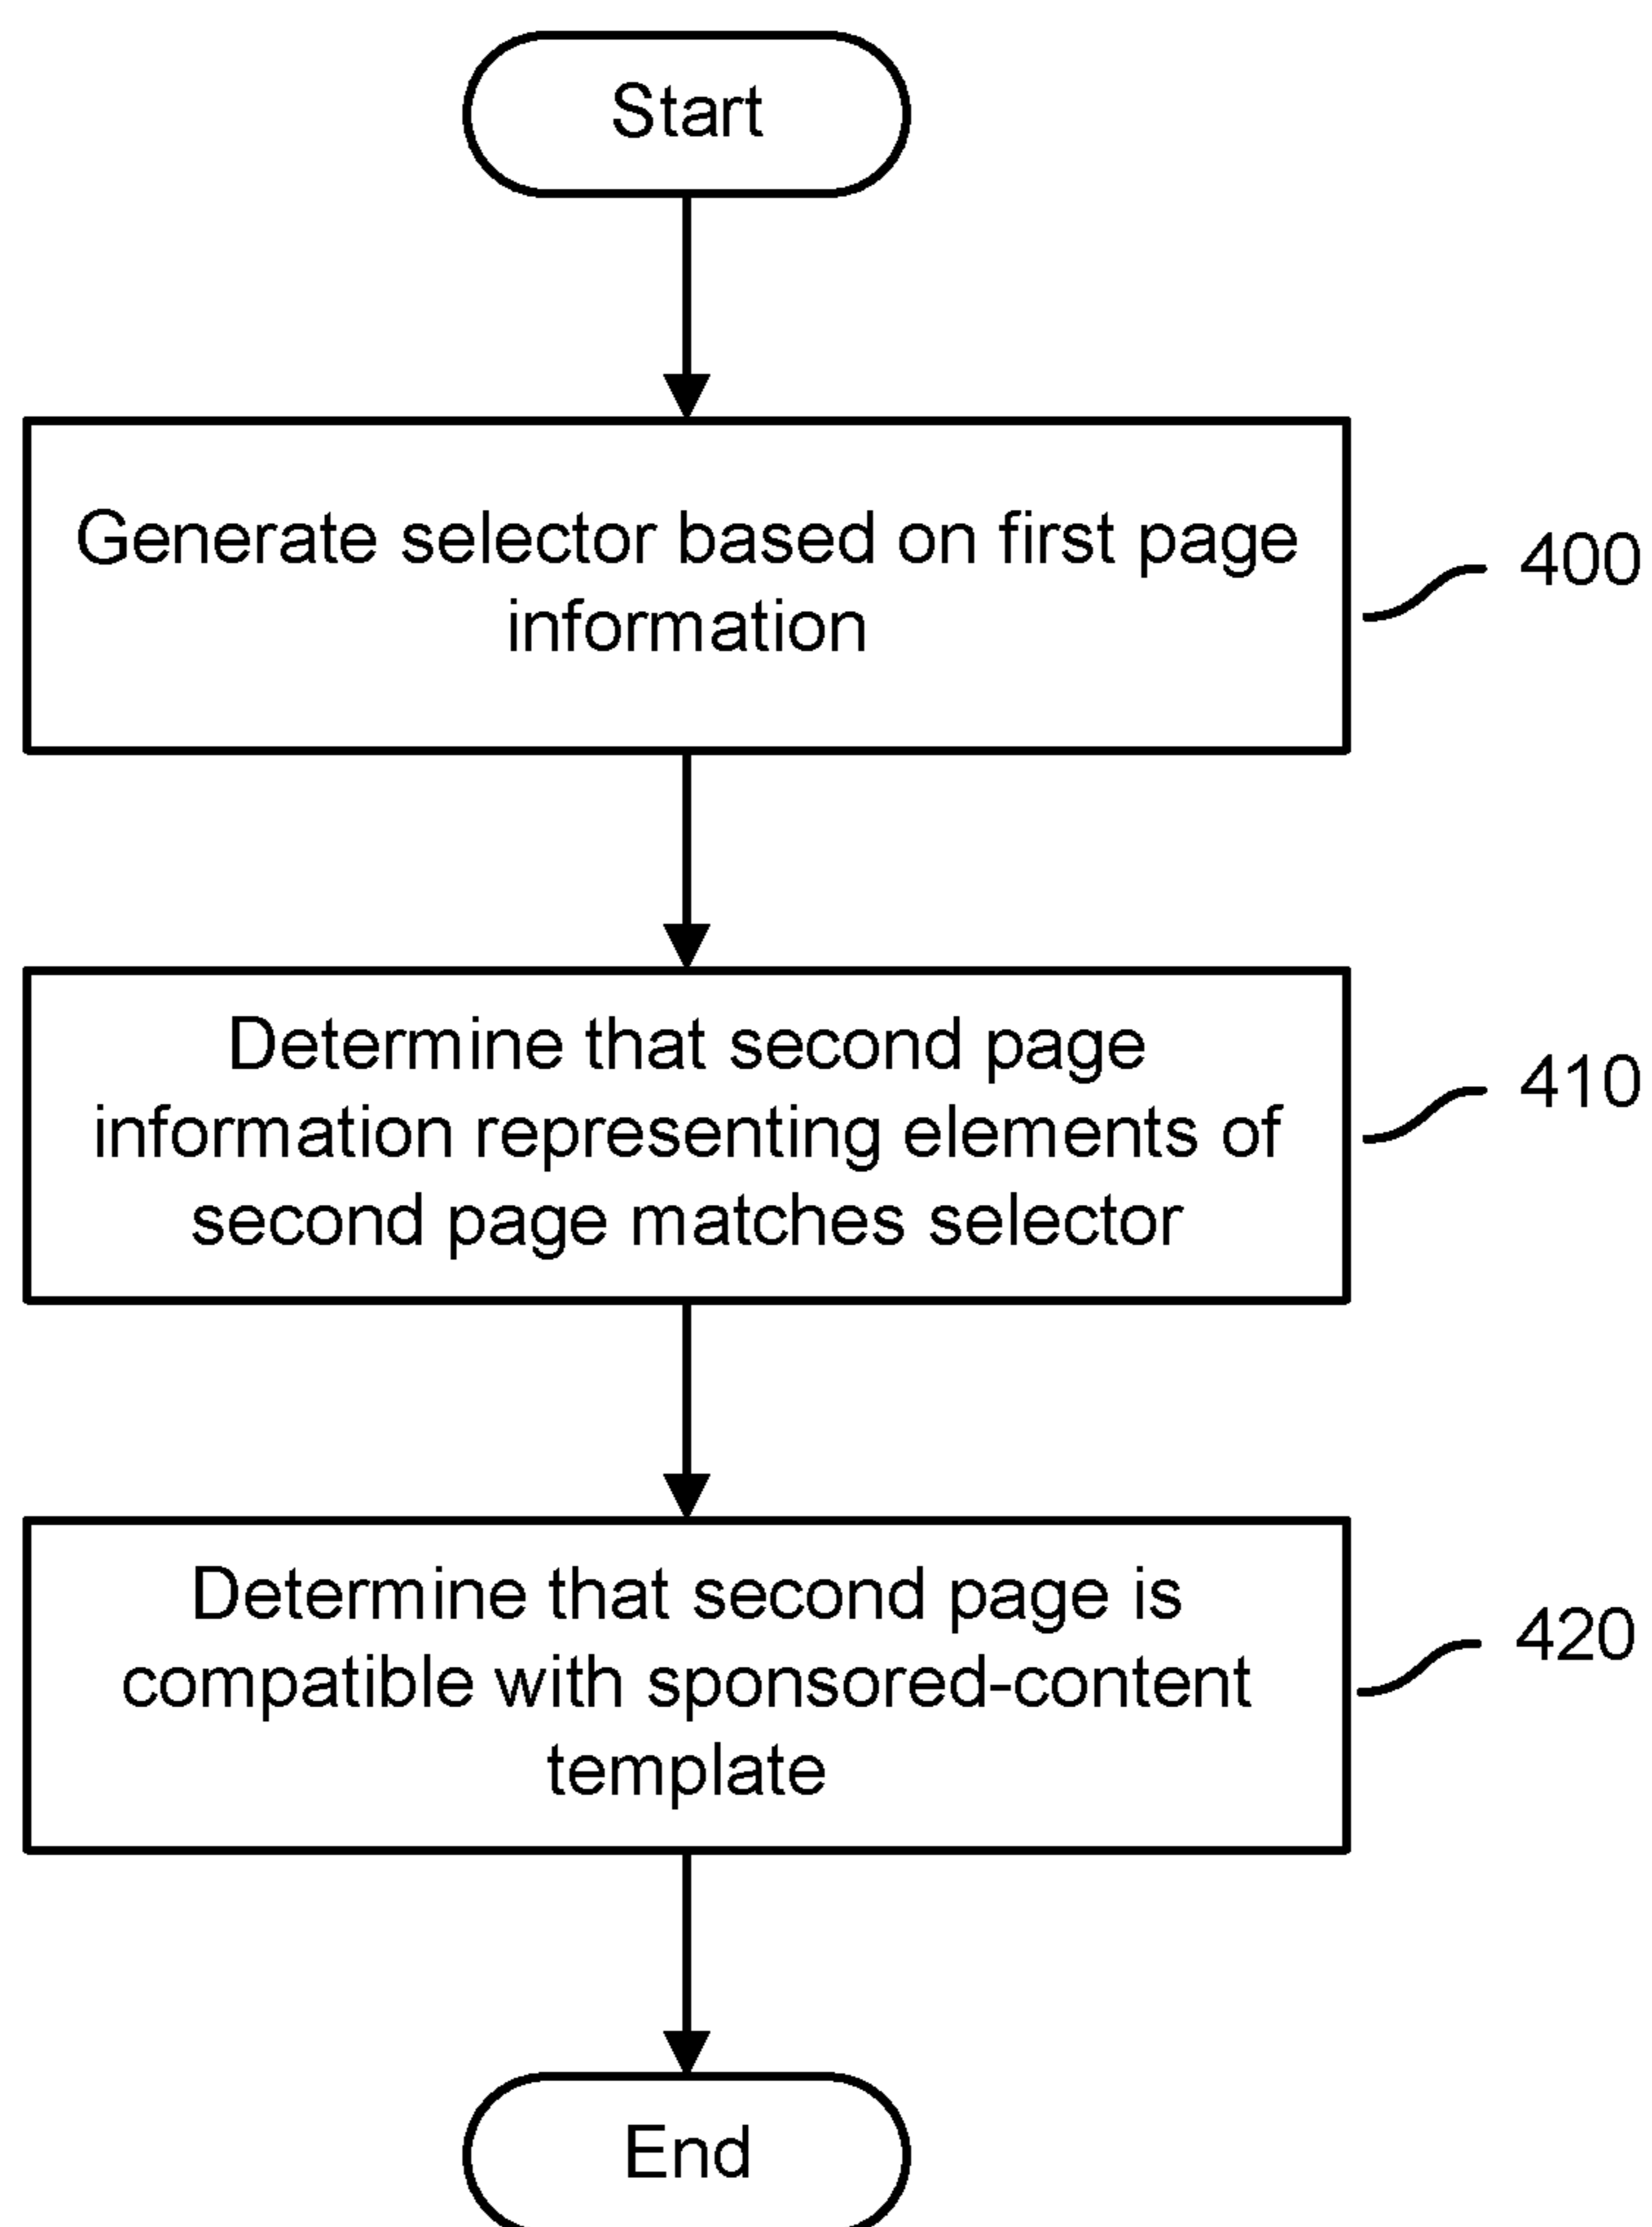 Start
Generate selector based on first page
information
400
Determine that second page
information representing elements of
second page matches selector
410
Determine that second page is
compatible with sponsored-content
template
420
End